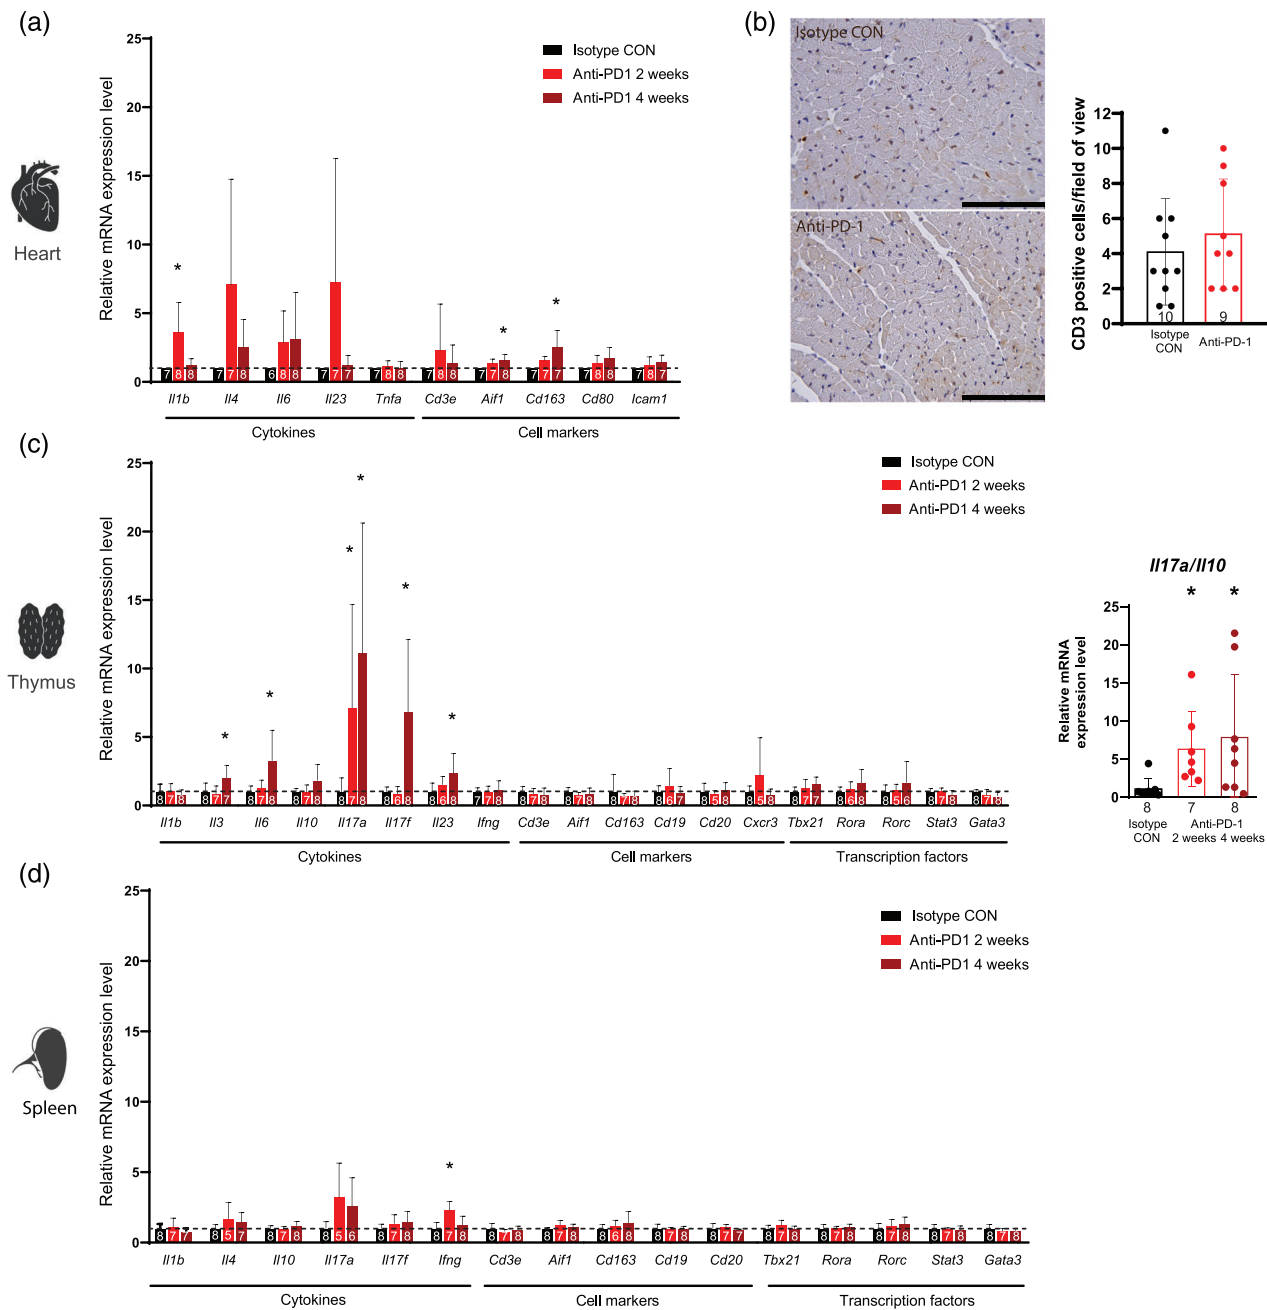 (a)
Relative mRNA expression level
25
20
15
10
5
0
Isotype CON
Anti-PD1 2 weeks
Anti-PD1 4 weeks
Heart
*
*
*
7 8 8 7 7 8 6 8 8 7 7 7 7 8 8 7 8 8 7 7 8 7 7 7 7 8 8 7 8 7
Il1b Il4 Il6 Il23 Tnfa Cd3e Aif1 Cd163 Cd80 Icam1
Cytokines Cell markers
(b)
Isotype CON
Anti-PD-1
CD3 positive cells/field of view
12
10
8
6
4
2
0
10 9
Isotype
CON
Anti-PD-1
(c)
Relative mRNA expression level
25
20
15
10
5
0
Isotype CON
Anti-PD1 2 weeks
Anti-PD1 4 weeks
Thymus
* * * * * *
Il1b Il3 Il6 Il10 Il17a Il17f Il23 Ifng Cd3e Aif1 Cd163 Cd19 Cd20 Cxcr3 Tbx21 Rora Rorc Stat3 Gata3
Cytokines Cell markers Transcription factors
Il17a/Il10
* *
Relative mRNA
expression level
25
20
15
10
5
0
8 7 8
Isotype
CON
Anti-PD-1
2 weeks 4 weeks
(d)
Relative mRNA expression level
25
20
15
10
5
0
Isotype CON
Anti-PD1 2 weeks
Anti-PD1 4 weeks
Spleen
*
Il1b Il4 Il10 Il17a Il17f Ifng Cd3e Aif1 Cd163 Cd19 Cd20 Tbx21 Rora Rorc Stat3 Gata3
Cytokines Cell markers Transcription factors